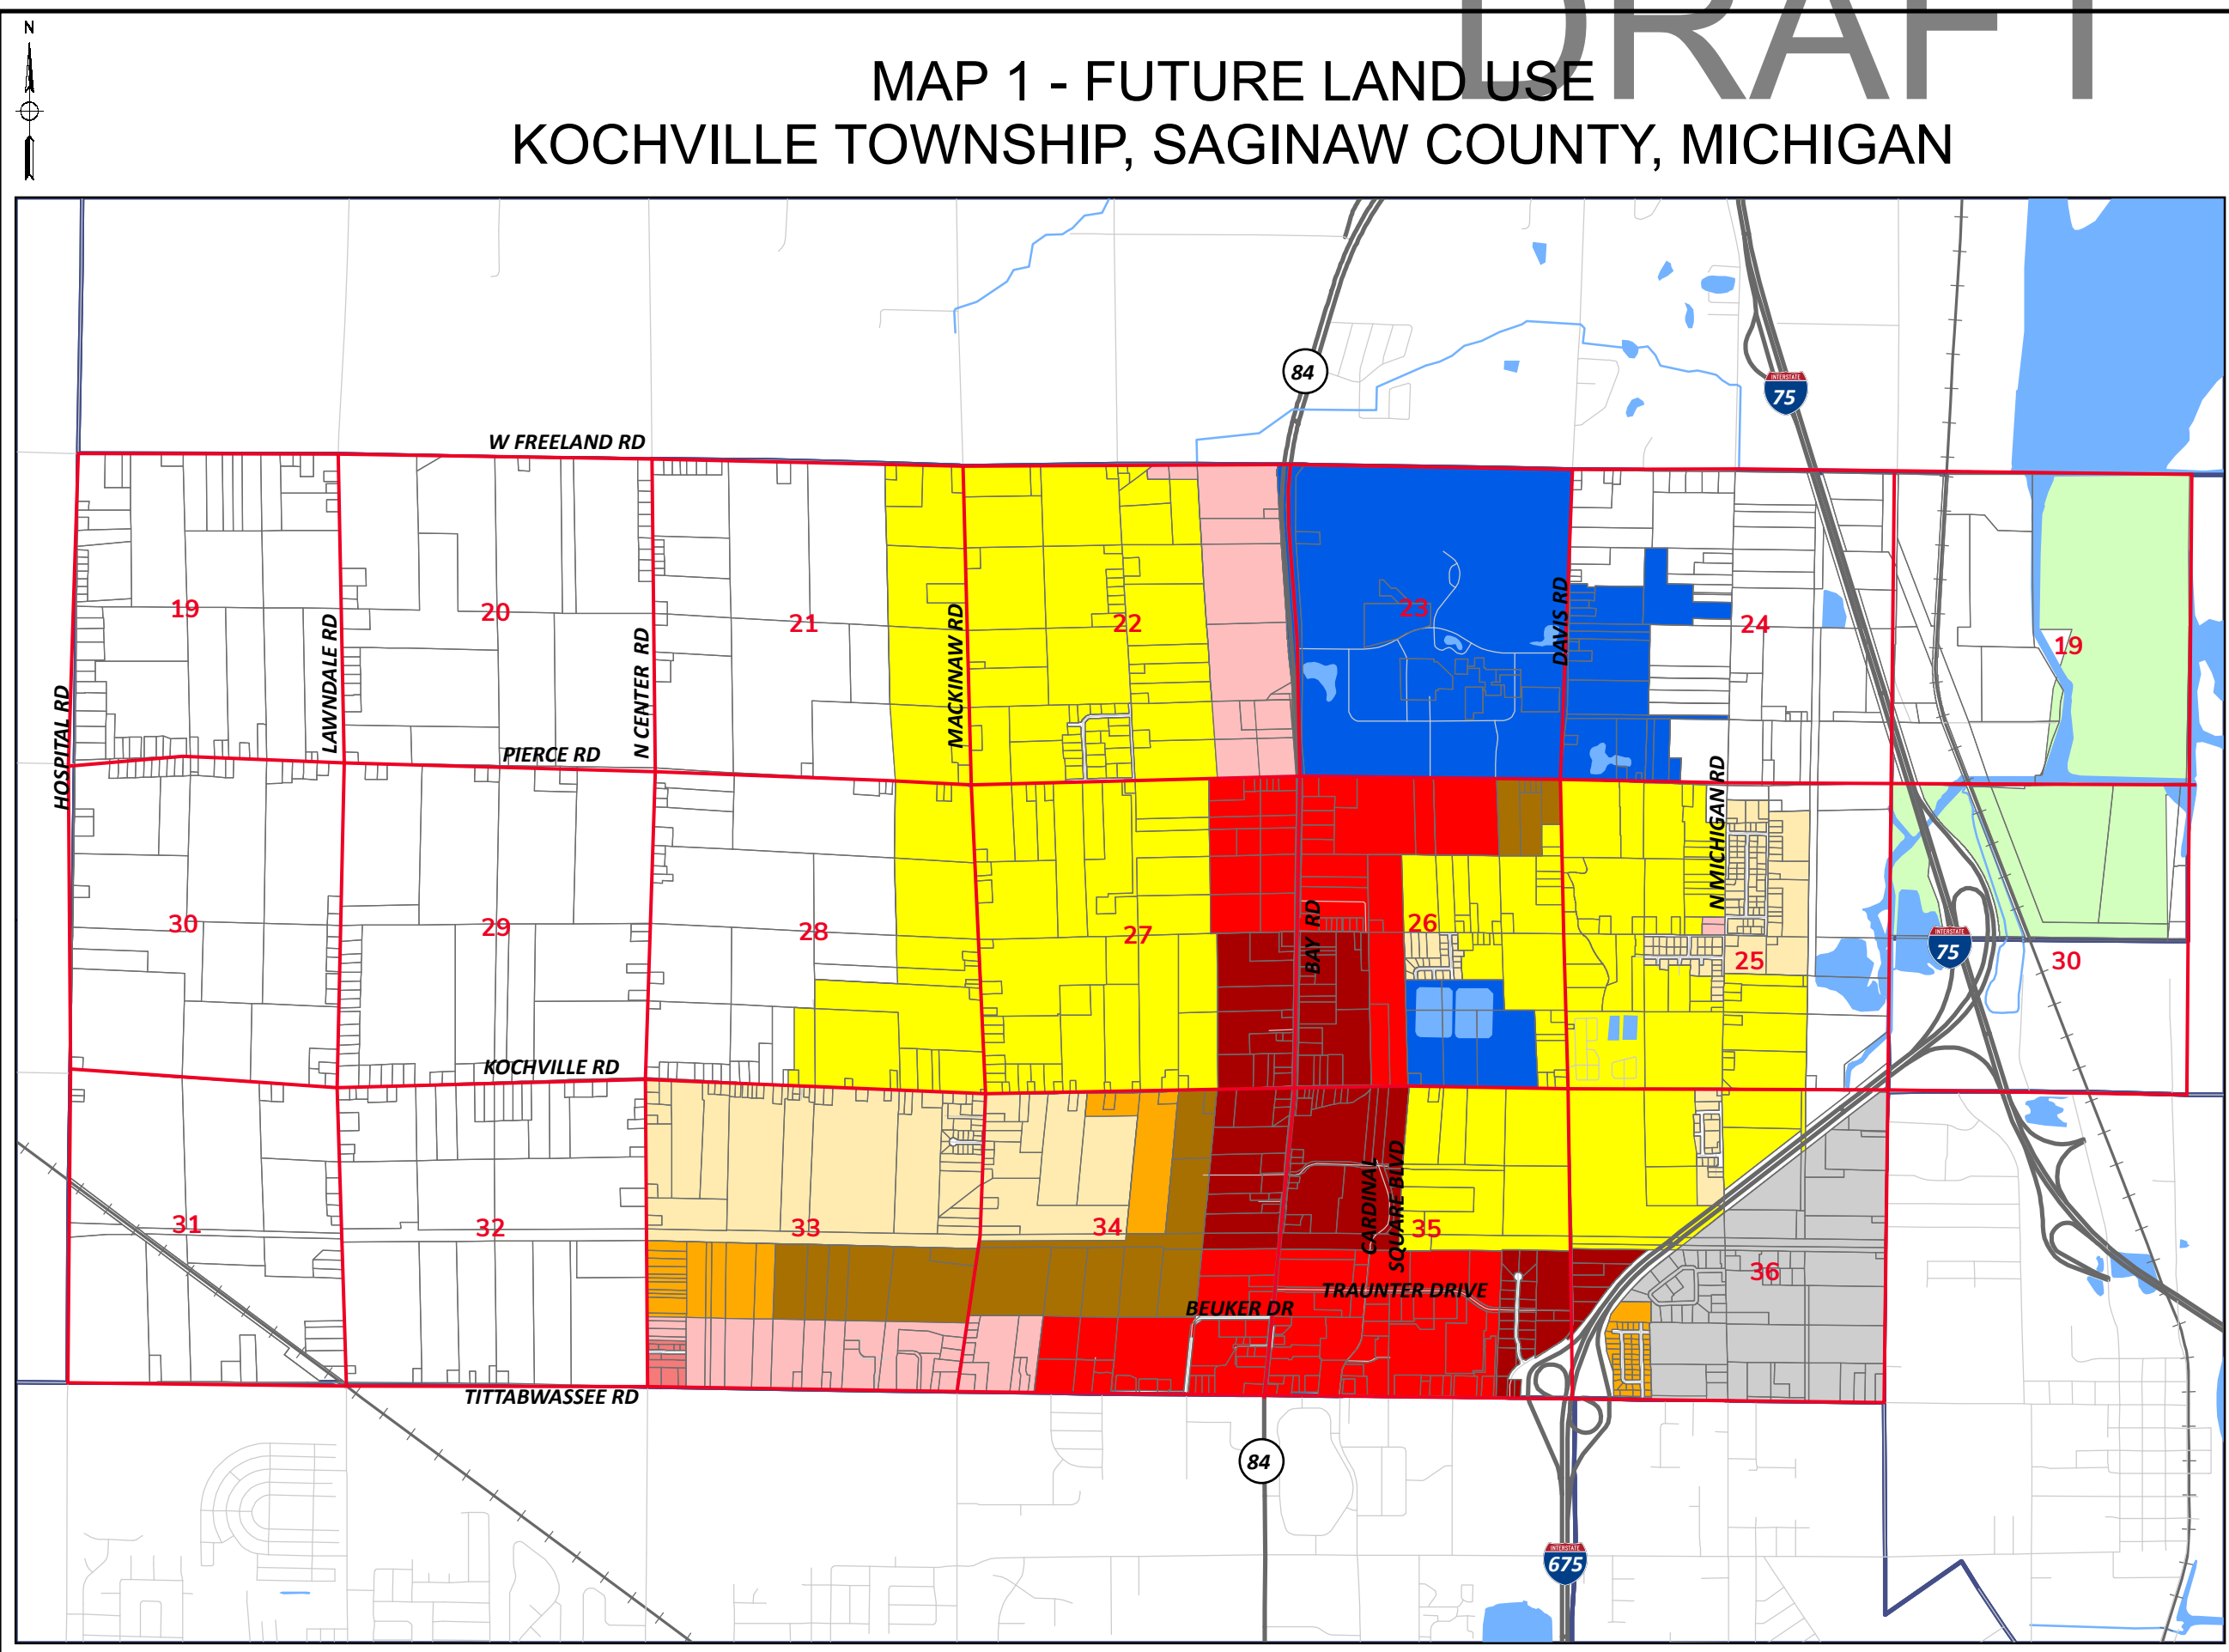 DRAFT
N
MAP 1 - FUTURE LAND USE
KOCHVILLE TOWNSHIP, SAGINAW COUNTY, MICHIGAN
84
INTERSTATE
75
W FREELAND RD
19
20
21
22
23
24
19
HOSPITAL RD
LAWNDALE RD
N CENTER RD
MACKINAW RD
DAVIS RD
PIERCE RD
N MICHIGAN RD
30
29
28
27
BAY RD
26
25
INTERSTATE
75
30
KOCHVILLE RD
31
32
33
34
CARDINAL
SQUARE BLVD
35
36
TRAUNTER DRIVE
BEUKER DR
TITTABWASSEE RD
84
INTERSTATE
675